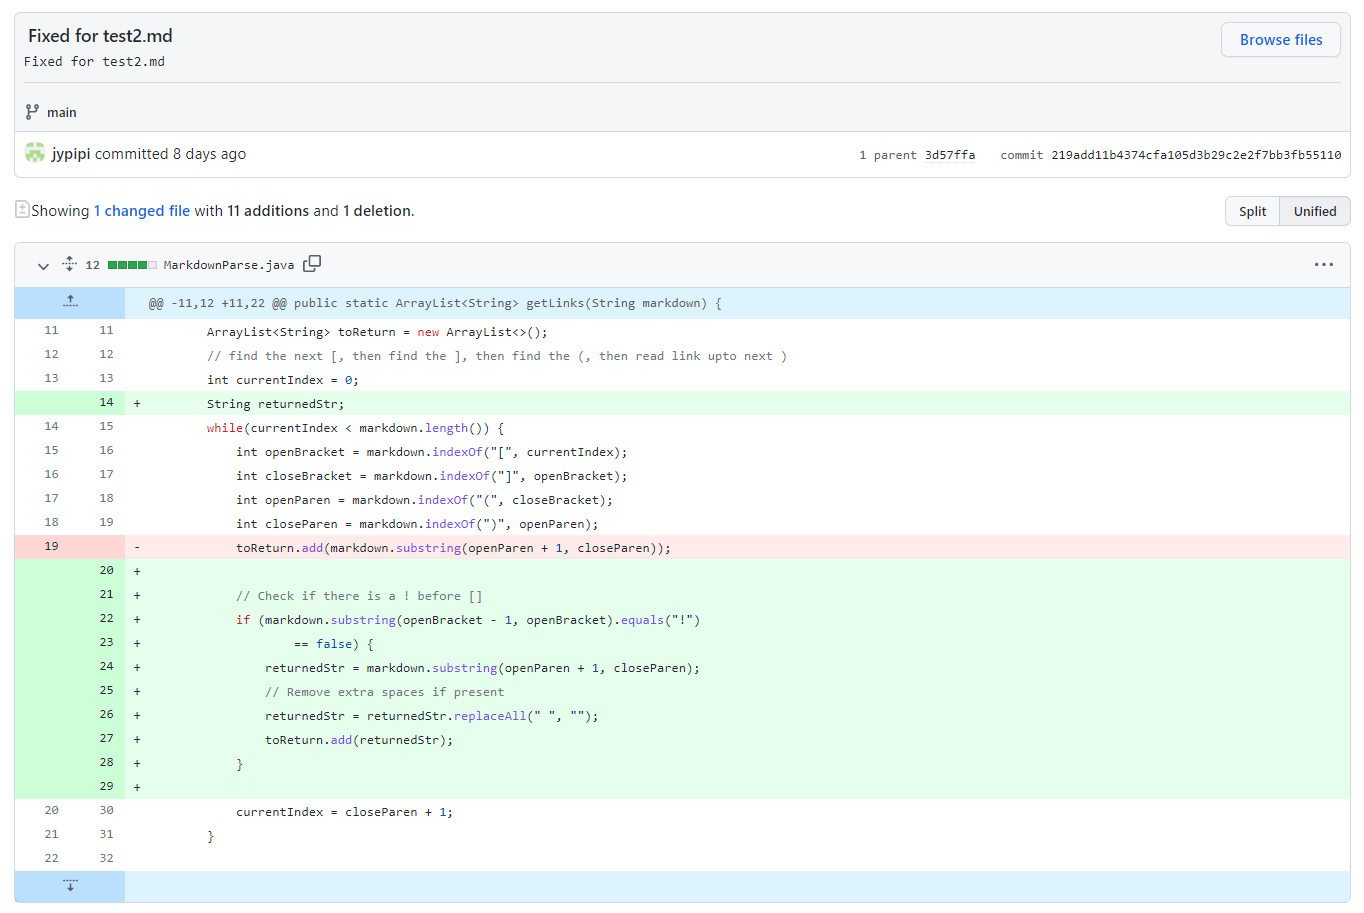 Fixed for test2.md
Browse files
Fixed for test2.md
main
jypipi committed 8 days ago
1 parent 3d57ffa commit 219add11b4374cfa105d3b29c2e2f7bb3fb55110
Showing 1 changed file with 11 additions and 1 deletion.
Split Unified
12 MarkdownParse.java
@@ -11,12 +11,22 @@ public static ArrayList<String> getLinks(String markdown) {
11 11 ArrayList<String> toReturn = new ArrayList<>();
12 12 // find the next [, then find the ], then find the (, then read link upto next )
13 13 int currentIndex = 0;
14 + String returnedStr;
14 15 while(currentIndex < markdown.length()) {
15 16 int openBracket = markdown.indexOf("[", currentIndex);
16 17 int closeBracket = markdown.indexOf("]", openBracket);
17 18 int openParen = markdown.indexOf("(", closeBracket);
18 19 int closeParen = markdown.indexOf(")", openParen);
19 - toReturn.add(markdown.substring(openParen + 1, closeParen));
20 +
21 + // Check if there is a ! before []
22 + if (markdown.substring(openBracket - 1, openBracket).equals("!")
23 + == false) {
24 + returnedStr = markdown.substring(openParen + 1, closeParen);
25 + // Remove extra spaces if present
26 + returnedStr = returnedStr.replaceAll(" ", "");
27 + toReturn.add(returnedStr);
28 + }
29 +
20 30 currentIndex = closeParen + 1;
21 31 }
22 32